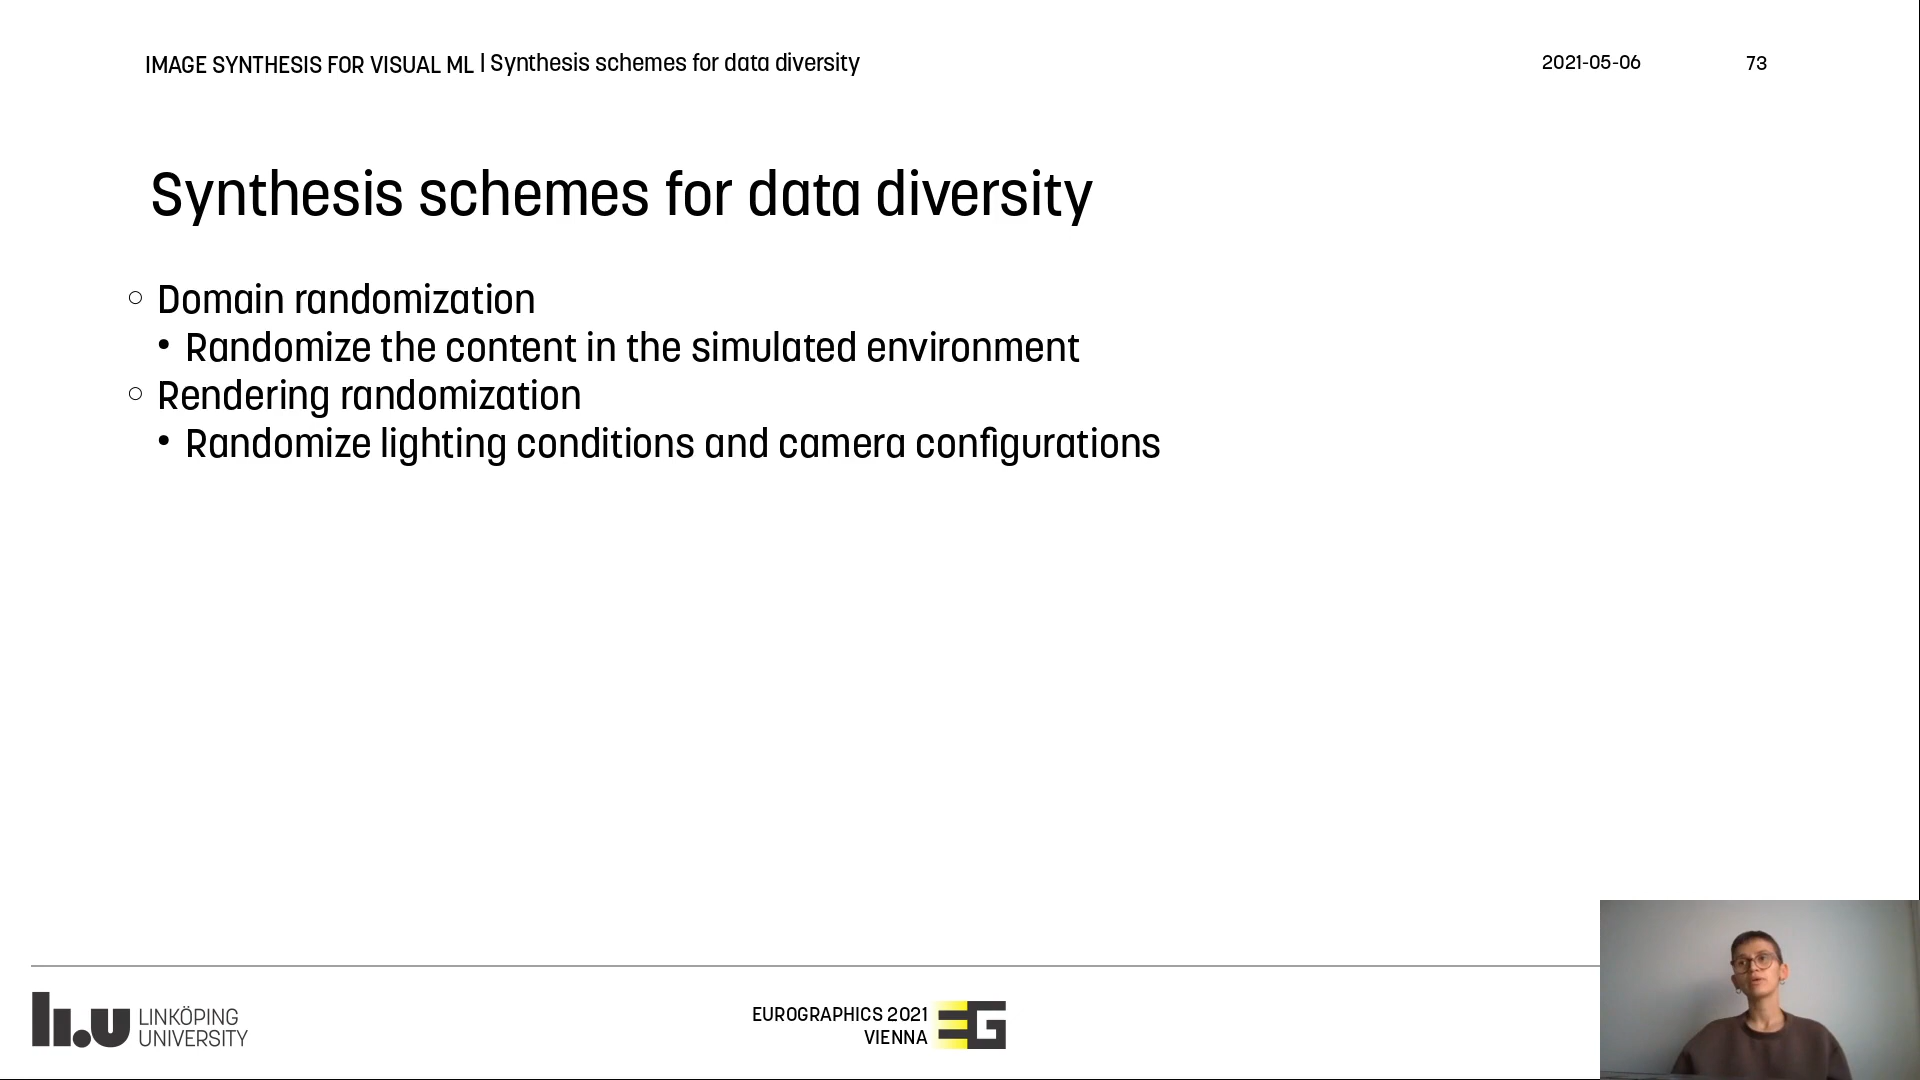 IMAGE SYNTHESIS FOR VISUAL ML | Synthesis schemes for data diversity
2021-05-06
73
Synthesis schemes for data diversity
○ Domain randomization
• Randomize the content in the simulated environment
○ Rendering randomization
• Randomize lighting conditions and camera configurations
li.u LINKÖPING
UNIVERSITY
EUROGRAPHICS 2021
VIENNA
EG